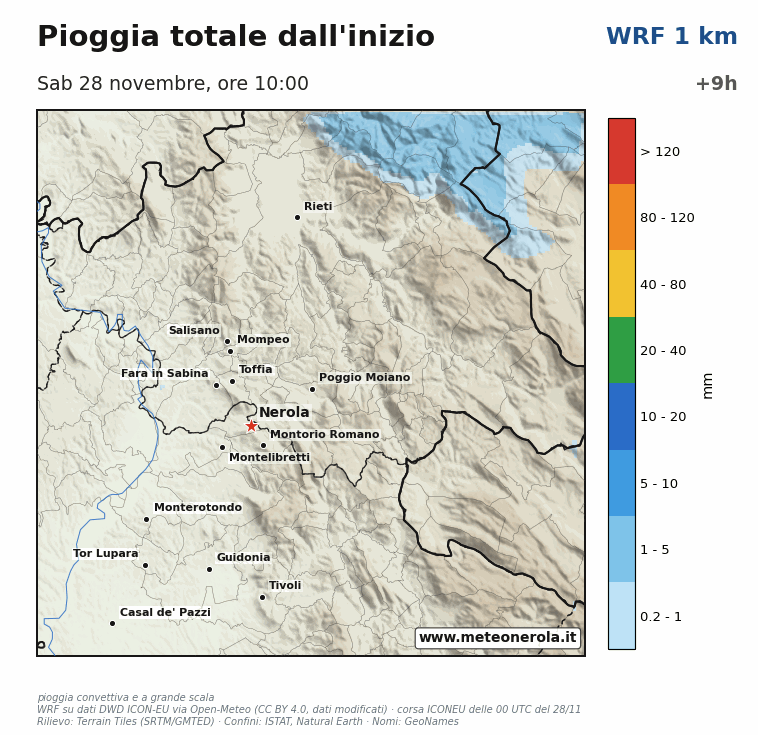 Pioggia totale dall'inizio
WRF 1 km
Sab 28 novembre, ore 10:00
+9h
> 120
80 - 120
40 - 80
20 - 40
10 - 20
5 - 10
1 - 5
0.2 - 1
mm
Rieti
Salisano
Mompeo
Toffia
Fara in Sabina
Poggio Moiano
Nerola
Montorio Romano
Montelibretti
Monterotondo
Tor Lupara
Guidonia
Tivoli
Casal de' Pazzi
www.meteonerola.it
pioggia convettiva e a grande scala
WRF su dati DWD ICON-EU via Open-Meteo (CC BY 4.0, dati modificati) · corsa ICONEU delle 00 UTC del 28/11
Rilievo: Terrain Tiles (SRTM/GMTED) · Confini: ISTAT, Natural Earth · Nomi: GeoNames